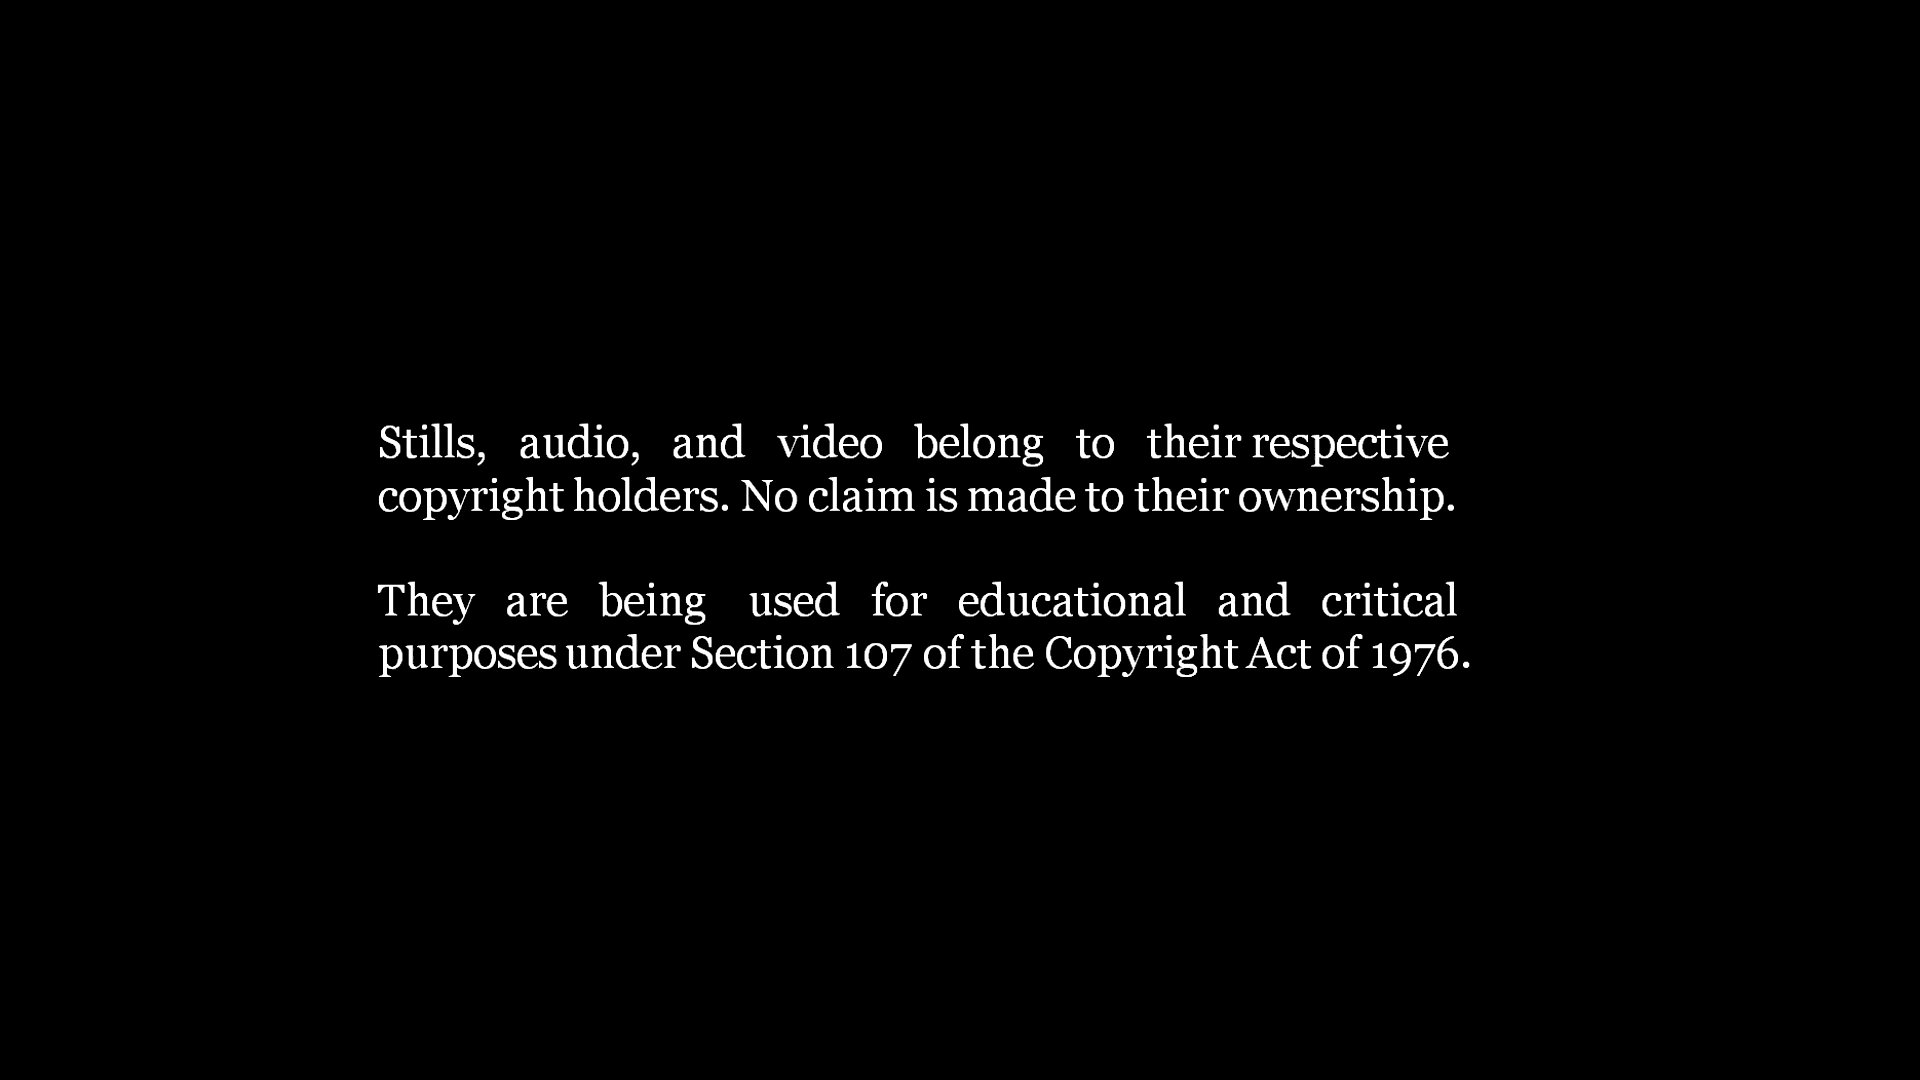 Stills, audio, and video belong to their respective
copyright holders. No claim is made to their ownership.
They are being used for educational and critical
purposes under Section 107 of the Copyright Act of 1976.